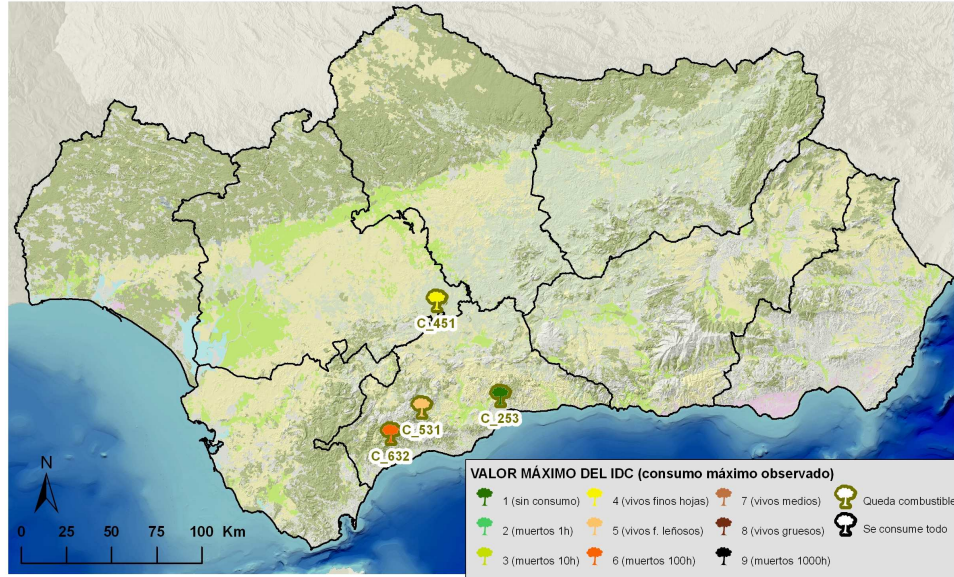 C_451
C_253
C_531
C_632
N
0 25 50 75 100 Km
VALOR MÁXIMO DEL IDC (consumo máximo observado)
1 (sin consumo) 4 (vivos finos hojas) 7 (vivos medios) Queda combustible
2 (muertos 1h) 5 (vivos f. leñosos) 8 (vivos gruesos) Se consume todo
3 (muertos 10h) 6 (muertos 100h) 9 (muertos 1000h)